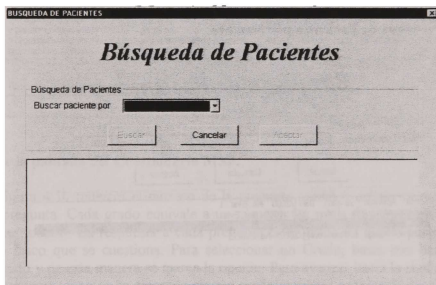 BUSQUEDA DE PACIENTES
Búsqueda de Pacientes
Búsqueda de Pacientes
Buscar paciente por
Buscar Cancelar Aceptar